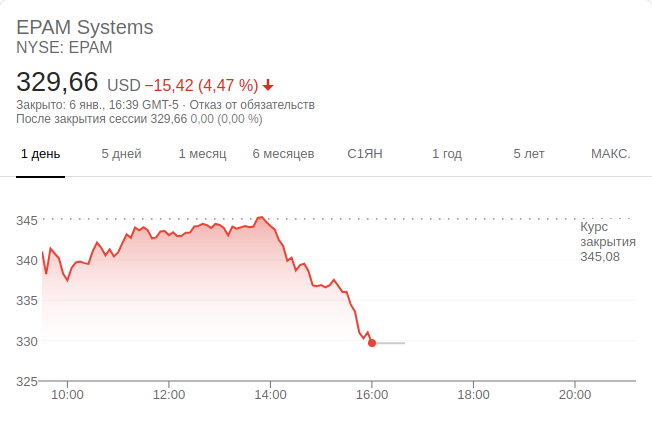 EPAM Systems
NYSE: EPAM
329,66 USD −15,42 (4,47 %)
Закрыто: 6 янв., 16:39 GMT-5 · Отказ от обязательств
После закрытия сессии 329,66 0,00 (0,00 %)
1 день 5 дней 1 месяц 6 месяцев С1ЯН 1 год 5 лет МАКС.
345
Курс
закрытия
345,08
340
335
330
325
10:00 12:00 14:00 16:00 18:00 20:00